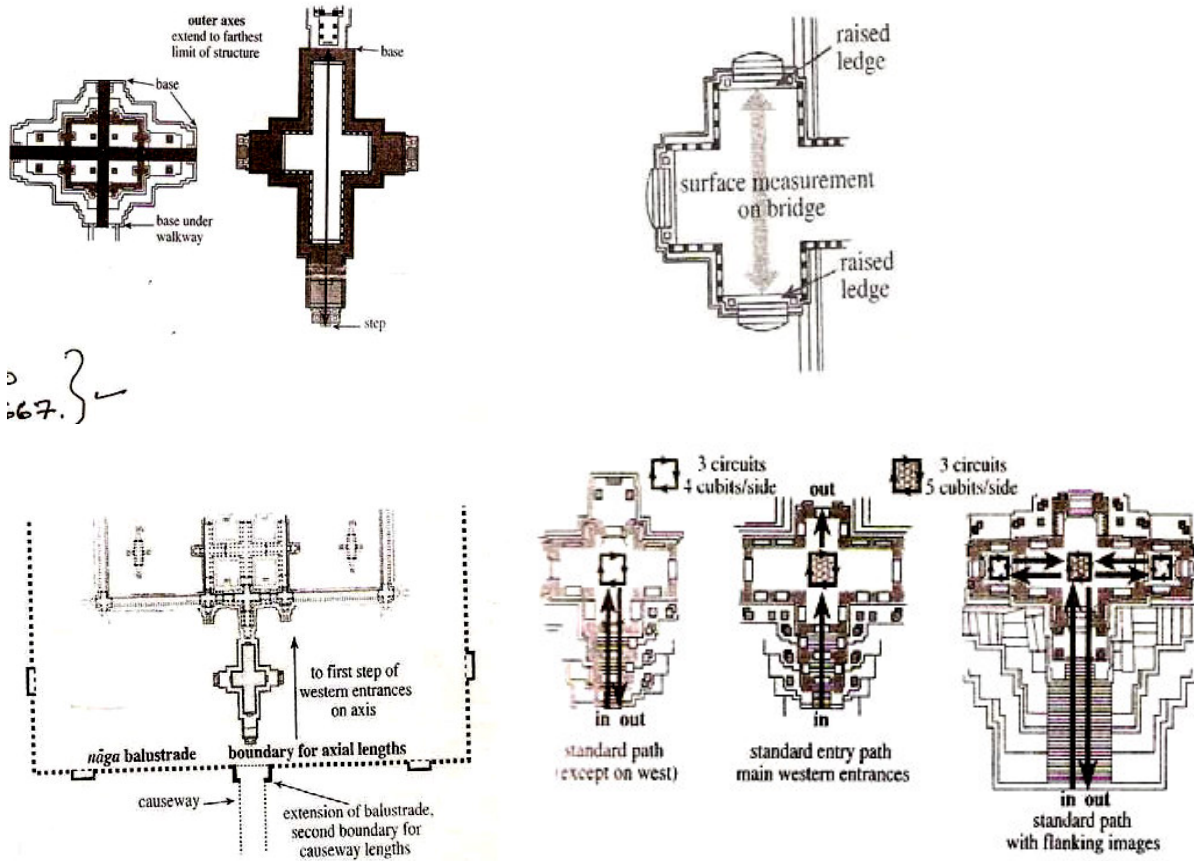 outer axes
extend to farthest
limit of structure
base
base
base under
walkway
step
667.
raised
ledge
surface measurement
on bridge
raised
ledge
to first step of
western entrances
on axis
nāga balustrade
boundary for axial lengths
causeway
extension of balustrade,
second boundary for
causeway lengths
3 circuits
4 cubits/side
out
3 circuits
5 cubits/side
in out
standard path
(except on west)
in
standard entry path
main western entrances
in out
standard path
with flanking images